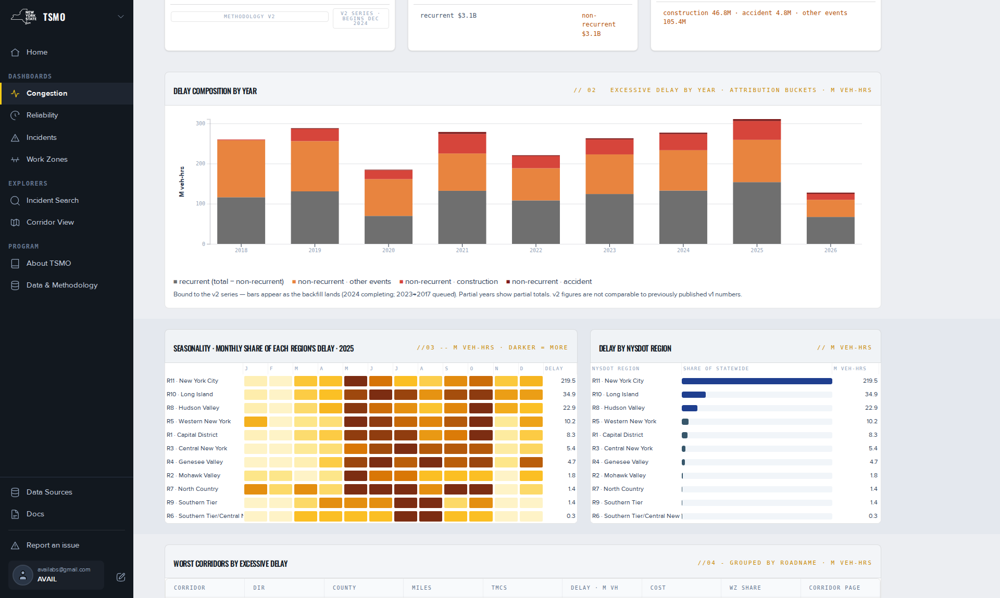 NEW YORK STATE TSMO
Home
DASHBOARDS
Congestion
Reliability
Incidents
Work Zones
EXPLORERS
Incident Search
Corridor View
PROGRAM
About TSMO
Data & Methodology
Data Sources
Docs
Report an issue
availabs@gmail.com
AVAIL
METHODOLOGY V2
V2 SERIES ·
BEGINS DEC
2024
recurrent $3.1B
non-
recurrent
$3.1B
construction 46.8M · accident 4.8M · other events
105.4M
DELAY COMPOSITION BY YEAR
// 02 EXCESSIVE DELAY BY YEAR · ATTRIBUTION BUCKETS · M VEH-HRS
M veh-hrs
300
200
100
0
2018 2019 2020 2021 2022 2023 2024 2025 2026
recurrent (total − non-recurrent) non-recurrent · other events non-recurrent · construction non-recurrent · accident
Bound to the v2 series — bars appear as the backfill lands (2024 completing; 2023→2017 queued). Partial years show partial totals. v2 figures are not comparable to previously published v1 numbers.
SEASONALITY · MONTHLY SHARE OF EACH REGION'S DELAY · 2025
//03 -- M VEH-HRS · DARKER = MORE
J F M A M J J A S O N D DELAY
R11 · New York City 219.5
R10 · Long Island 34.9
R8 · Hudson Valley 22.9
R5 · Western New York 10.2
R1 · Capital District 8.3
R3 · Central New York 5.4
R4 · Genesee Valley 4.7
R2 · Mohawk Valley 1.8
R7 · North Country 1.4
R9 · Southern Tier 1.4
R6 · Southern Tier/Central 0.3
DELAY BY NYSDOT REGION
// M VEH-HRS
NYSDOT REGION SHARE OF STATEWIDE M VEH-HRS
R11 · New York City 219.5
R10 · Long Island 34.9
R8 · Hudson Valley 22.9
R5 · Western New York 10.2
R1 · Capital District 8.3
R3 · Central New York 5.4
R4 · Genesee Valley 4.7
R2 · Mohawk Valley 1.8
R7 · North Country 1.4
R9 · Southern Tier 1.4
R6 · Southern Tier/Central New 0.3
WORST CORRIDORS BY EXCESSIVE DELAY
//04 - GROUPED BY ROADNAME · M VEH-HRS
CORRIDOR DIR COUNTY MILES TMCS DELAY · M VH COST WZ SHARE CORRIDOR PAGE